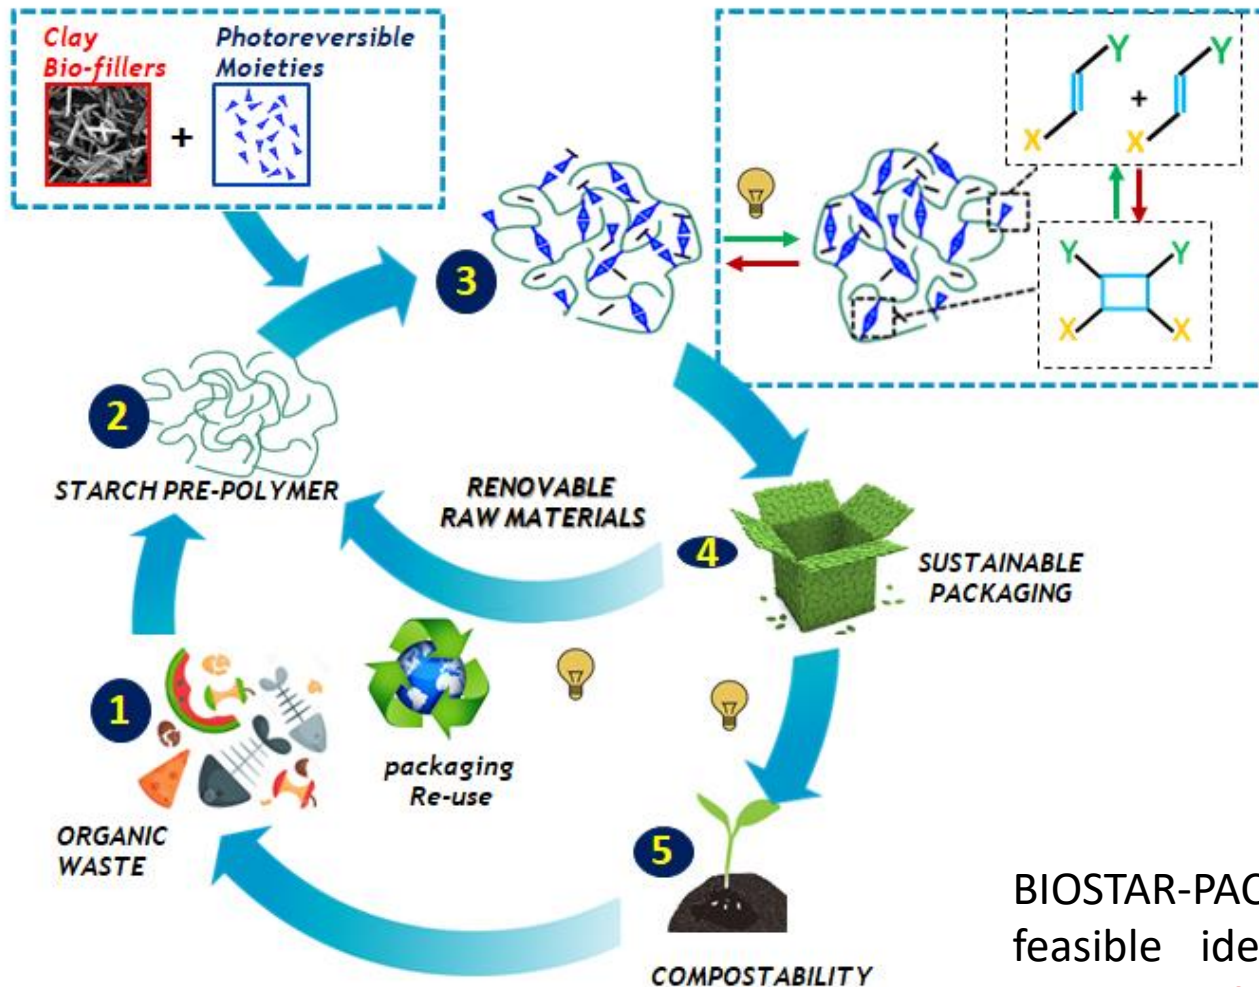 Clay
Bio-fillers
+
Photoreversible
Moieties
Y
Y
+
X
X
3
Y
Y
X
X
2
STARCH PRE-POLYMER
RENOVABLE
RAW MATERIALS
4
SUSTAINABLE
PACKAGING
1
packaging
Re-use
ORGANIC
WASTE
5
COMPOSTABILITY
BIOSTAR-PAC
feasible ide